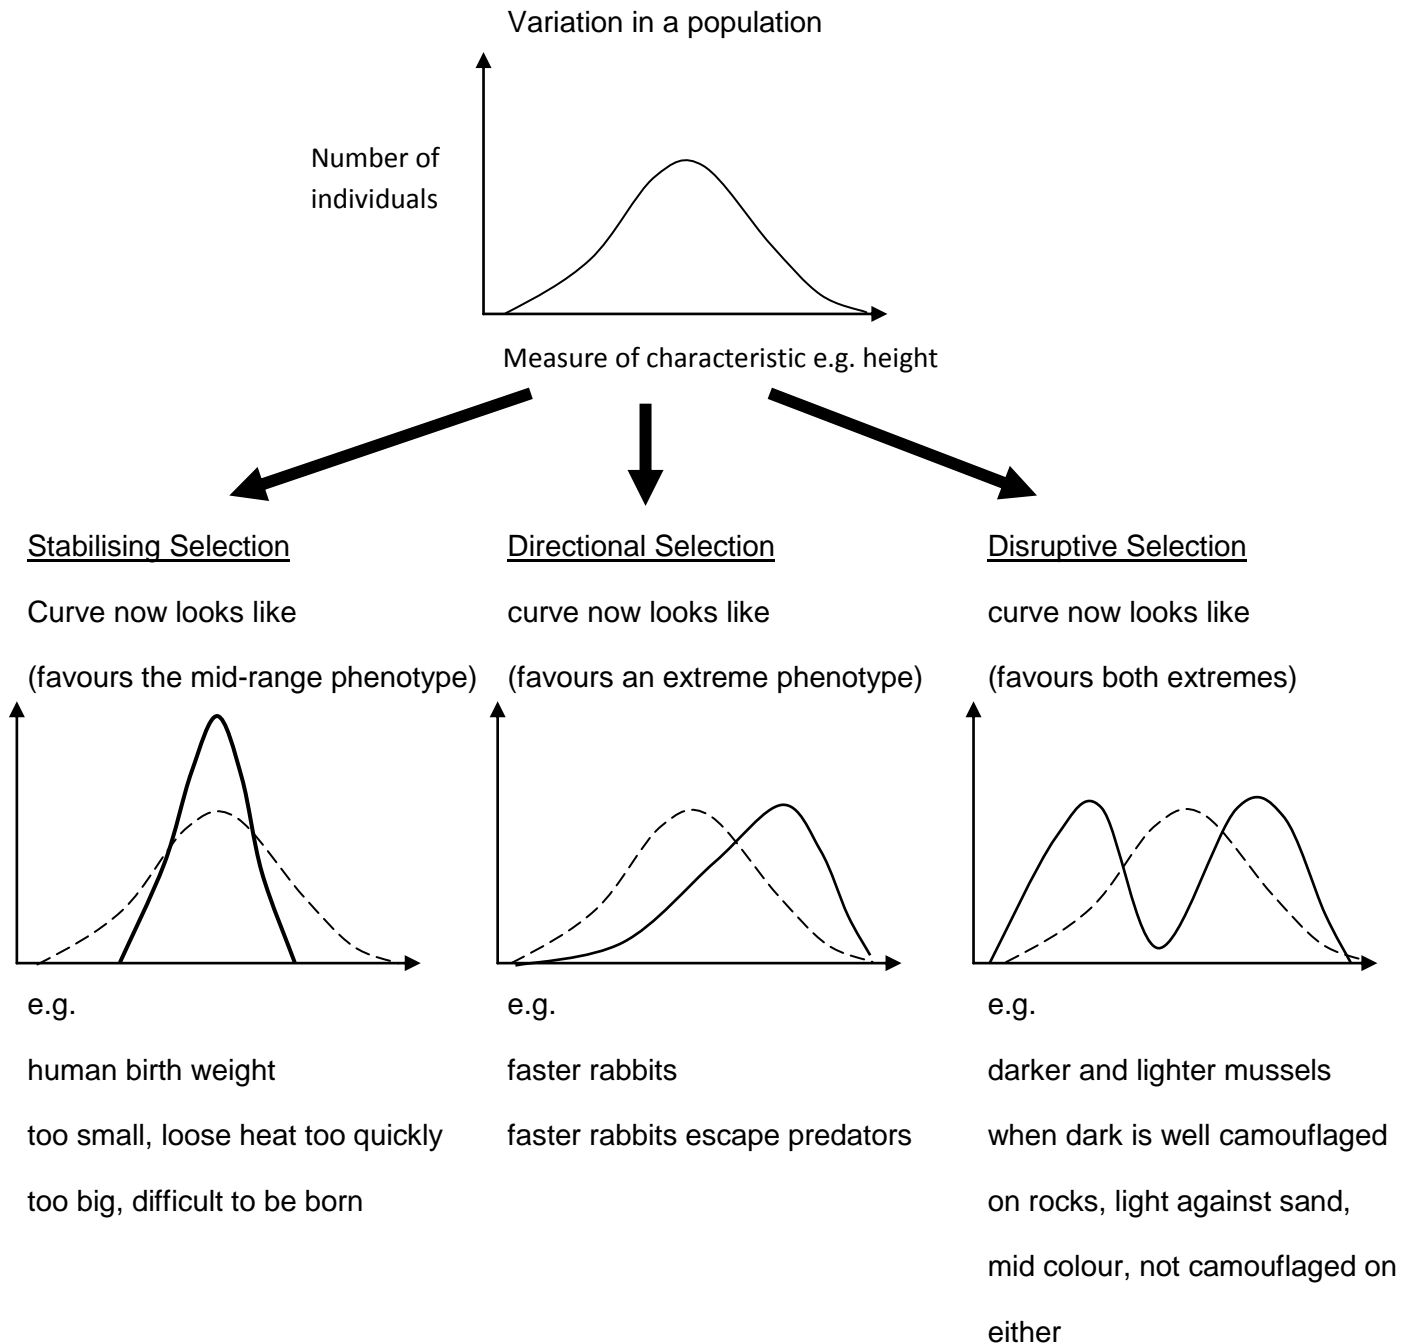 Variation in a population
Number of
individuals
Measure of characteristic e.g. height
Stabilising Selection
Curve now looks like
(favours the mid-range phenotype)
e.g.
human birth weight
too small, loose heat too quickly
too big, difficult to be born
Directional Selection
curve now looks like
(favours an extreme phenotype)
e.g.
faster rabbits
faster rabbits escape predators
Disruptive Selection
curve now looks like
(favours both extremes)
e.g.
darker and lighter mussels
when dark is well camouflaged
on rocks, light against sand,
mid colour, not camouflaged on
either